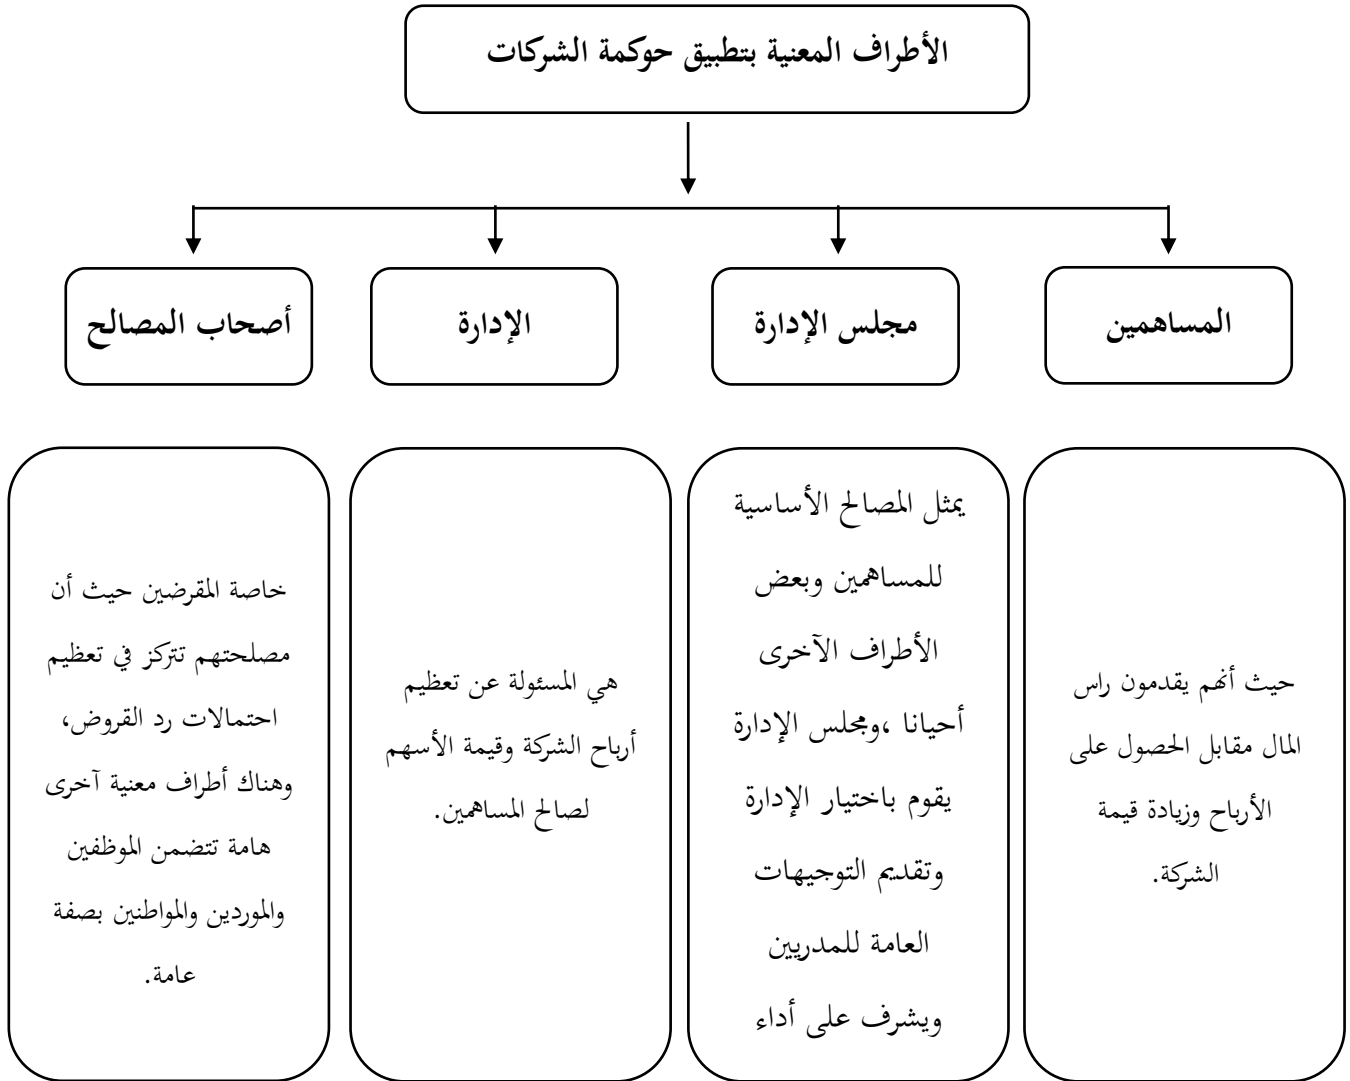 الأطراف المعنية بتطبيق حوكمة الشركات
المساهمين
مجلس الإدارة
الإدارة
أصحاب المصالح
حيث أنهم يقدمون راس
المال مقابل الحصول على
الأرباح وزيادة قيمة
الشركة.
يمثل المصالح الأساسية
للمساهمين وبعض
الأطراف الآخرى
أحيانا ،ومجلس الإدارة
يقوم باختيار الإدارة
وتقديم التوجيهات
العامة للمدريين
ويشرف على أداء
هي المسئولة عن تعظيم
أرباح الشركة وقيمة الأسهم
لصالح المساهمين.
خاصة المقرضين حيث أن
مصلحتهم تتركز في تعظيم
احتمالات رد القروض،
وهناك أطراف معنية آخرى
هامة تتضمن الموظفين
والموردين والمواطنين بصفة
عامة.